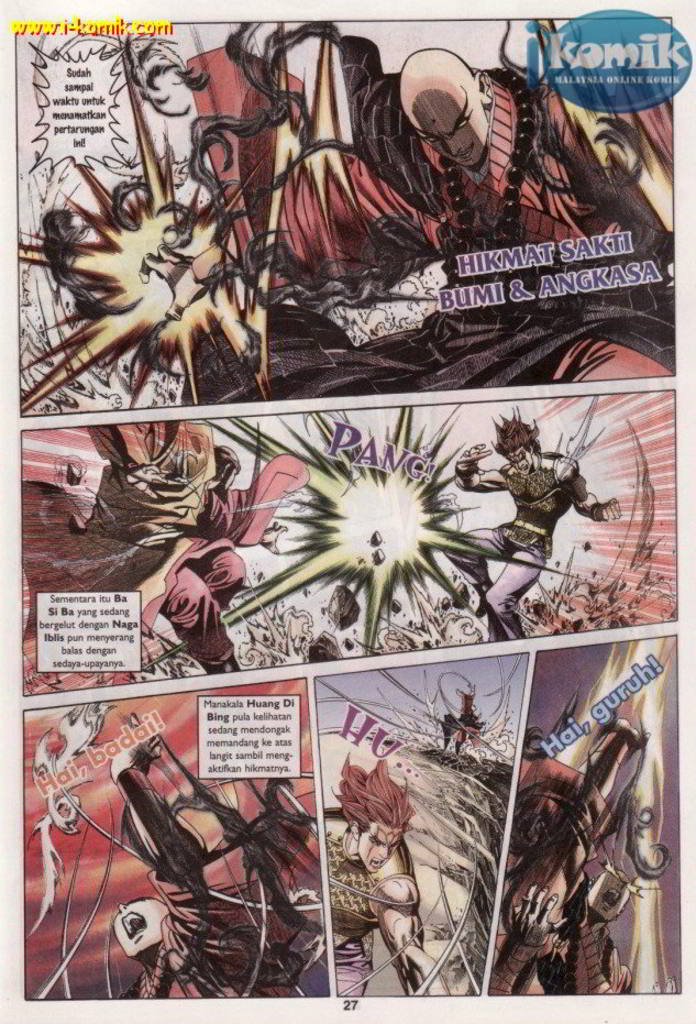 www.i-komik.com
ikomik
MALAYSIA ONLINE KOMIK
Sudah
sampai
waktu untuk
menamatkan
pertarungan
ini!
HIKMAT SAKTI
BUMI & ANGKASA
PANG!
Sementara itu Ba
Si Ba yang sedang
bergelut dengan Naga
Iblis pun menyerang
balas dengan
sedaya-upayanya.
Hai, badai!
Manakala Huang Di
Bing pula kelihatan
sedang mendongak
memandang ke atas
langit sambil meng-
aktifkan hikmatnya.
HU...
Hai, guruh!
27